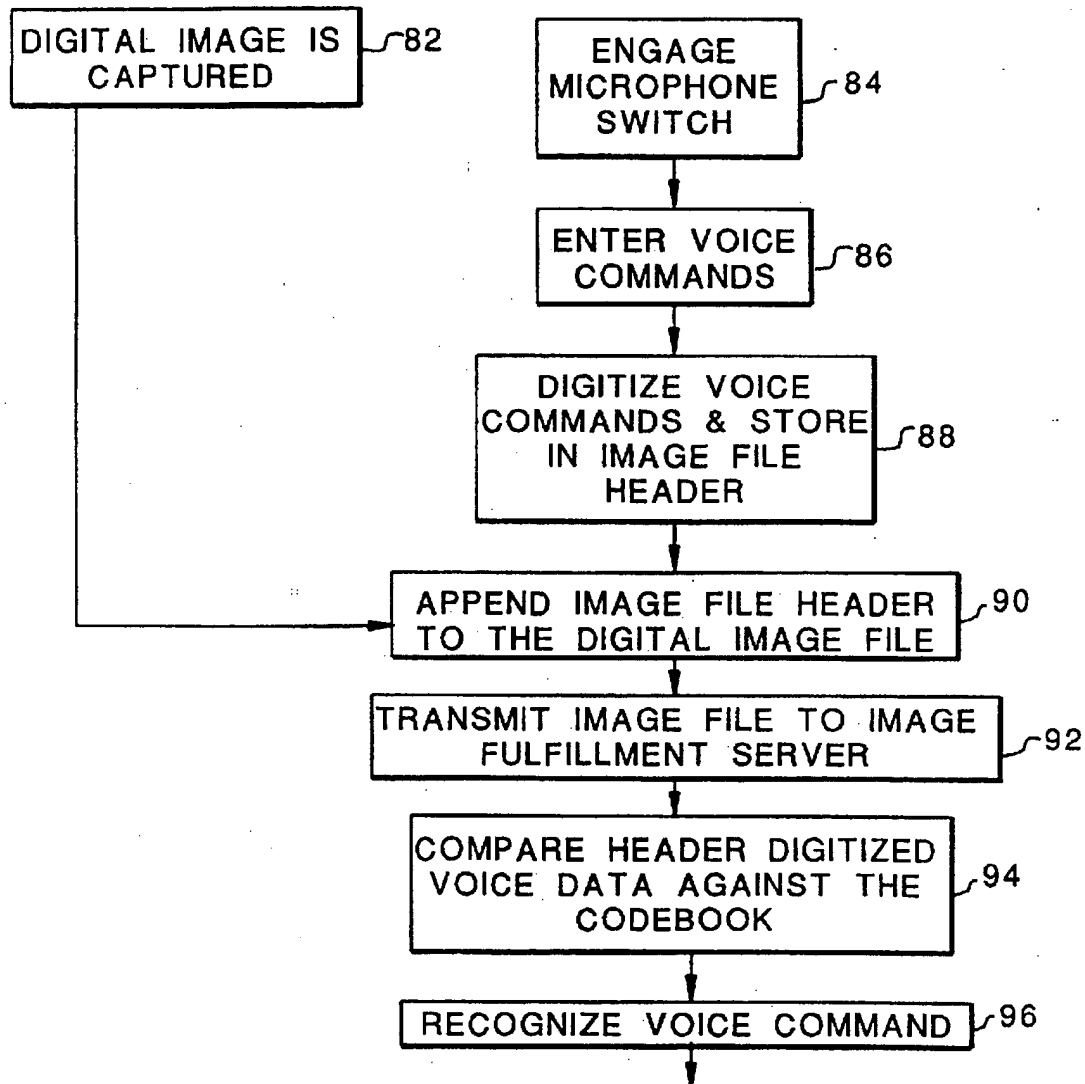 DIGITAL IMAGE IS
CAPTURED
82
ENGAGE
MICROPHONE
SWITCH
84
ENTER VOICE
COMMANDS
86
DIGITIZE VOICE
COMMANDS & STORE
IN IMAGE FILE
HEADER
88
APPEND IMAGE FILE HEADER
TO THE DIGITAL IMAGE FILE
90
TRANSMIT IMAGE FILE TO IMAGE
FULFILLMENT SERVER
92
COMPARE HEADER DIGITIZED
VOICE DATA AGAINST THE
CODEBOOK
94
RECOGNIZE VOICE COMMAND
96